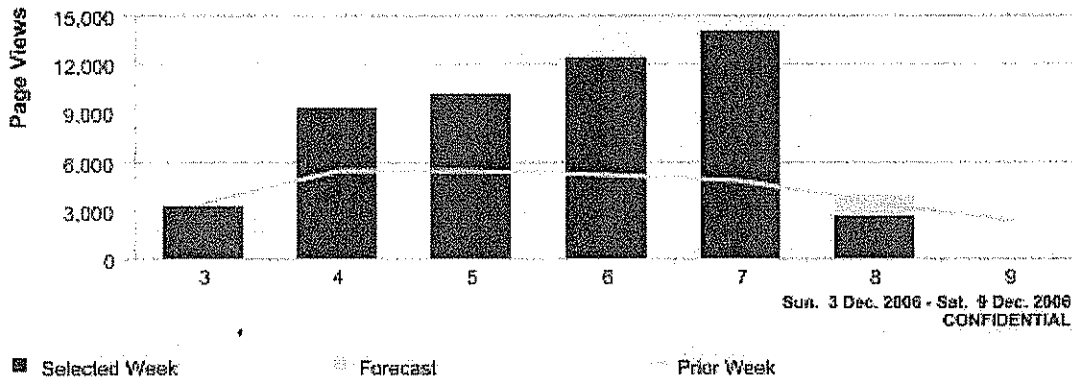 Page Views
15,000
12,000
9,000
6,000
3,000
0
3 4 5 6 7 8 9
Sun. 3 Dec. 2006 - Sat. 9 Dec. 2006
CONFIDENTIAL
Selected Week Forecast Prior Week